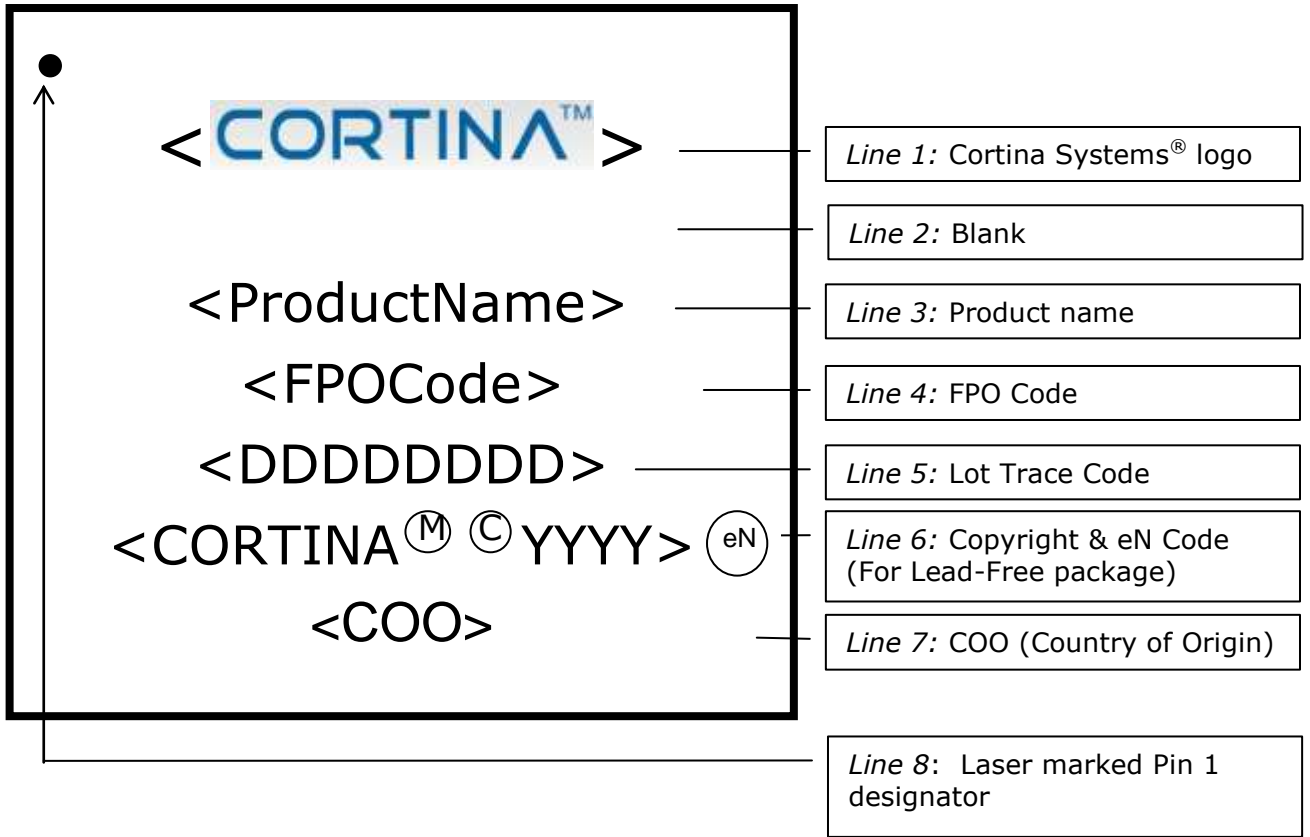 <CORTINA™>
Line 1: Cortina Systems® logo
Line 2: Blank
<ProductName>
Line 3: Product name
<FPOCode>
Line 4: FPO Code
<DDDDDDDD>
Line 5: Lot Trace Code
<CORTINA Ⓜ © YYYY> eN
Line 6: Copyright & eN Code
(For Lead-Free package)
<COO>
Line 7: COO (Country of Origin)
Line 8: Laser marked Pin 1
designator